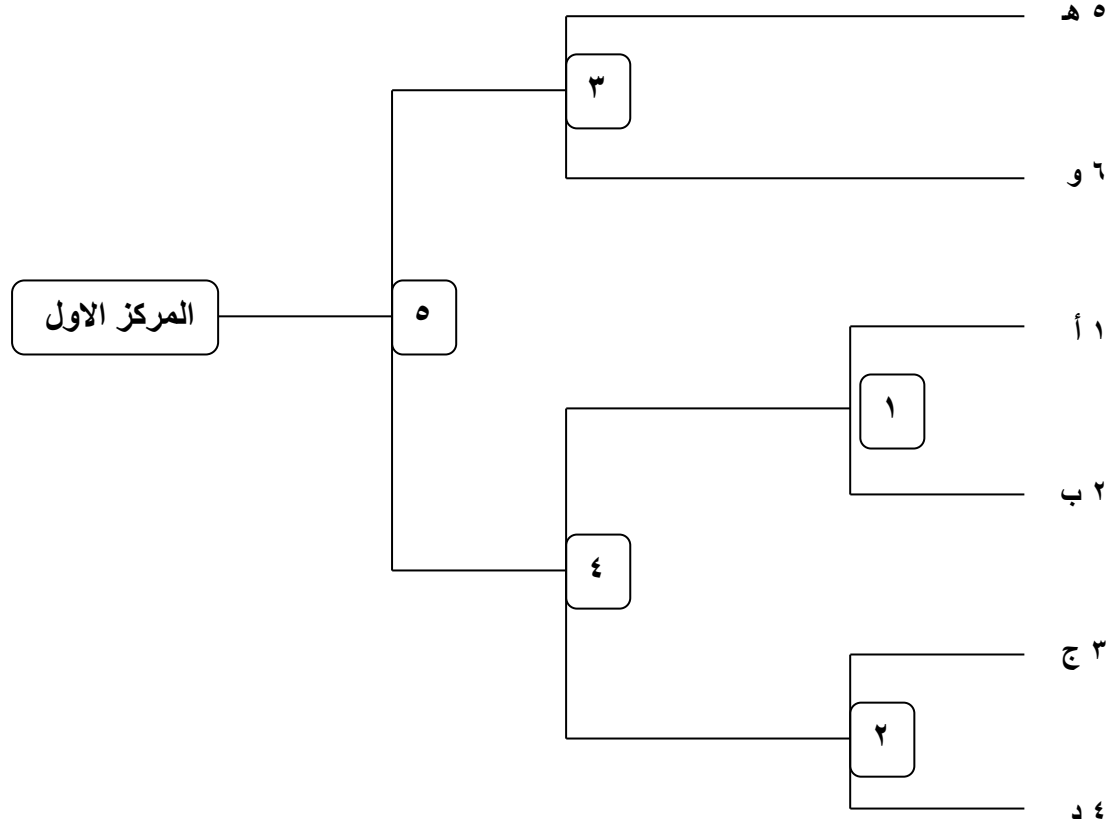 ٥ هـ
٣
٦ و
المركز الاول
٥
١ أ
١
٢ ب
٤
٣ ج
٢
٤ د